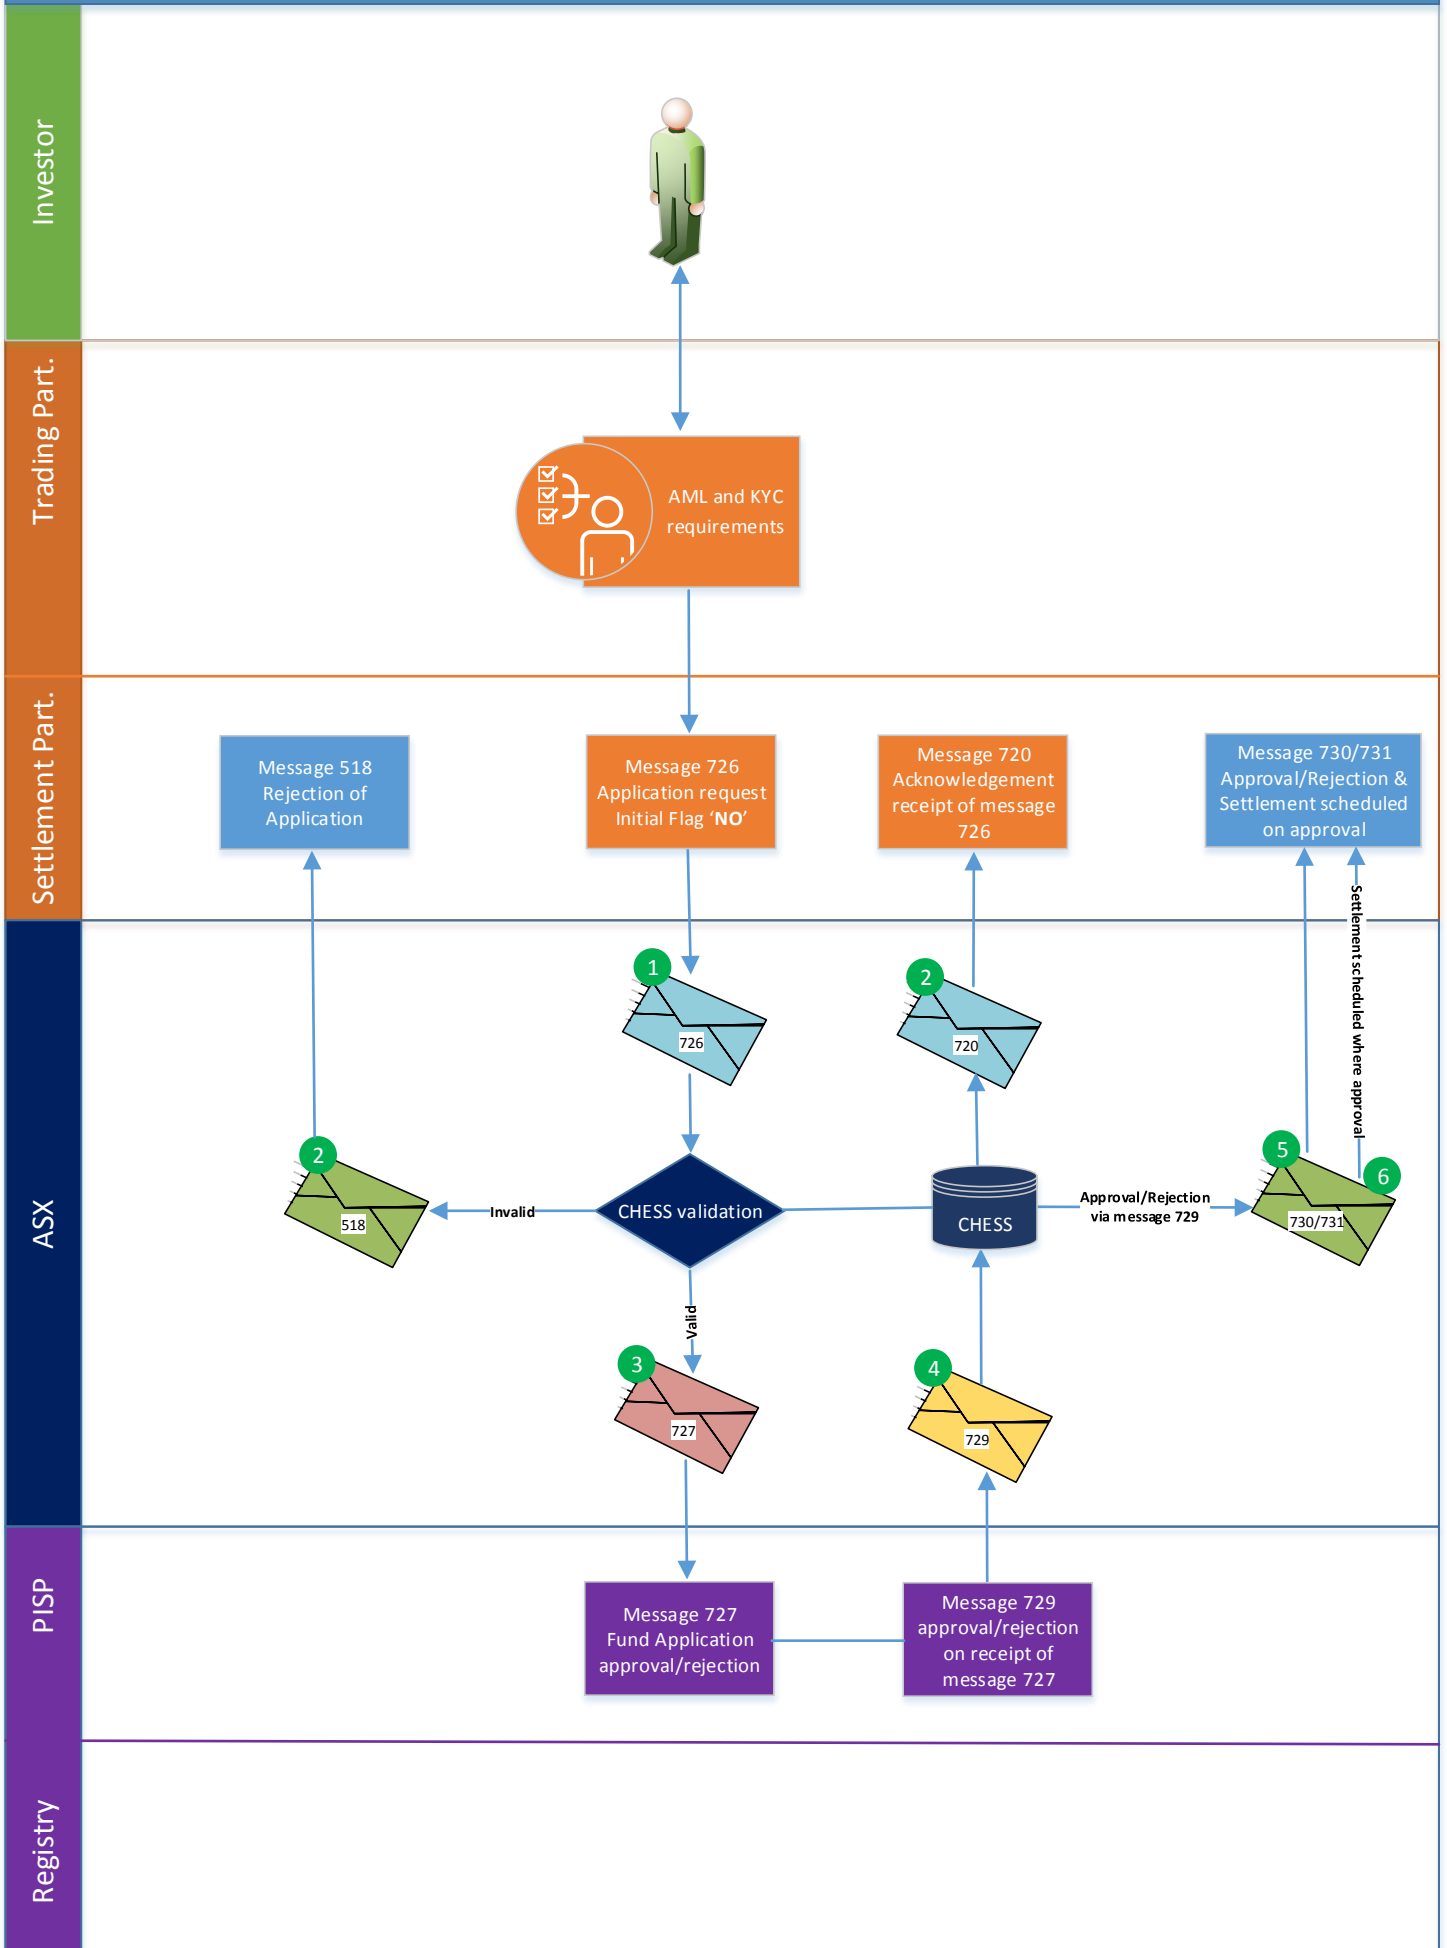 Investor
Trading Part.
AML and KYC
requirements
Settlement Part.
Message 518
Rejection of
Application
Message 726
Application request
Initial Flag ‘NO’
Message 720
Acknowledgement
receipt of message
726
Message 730/731
Approval/Rejection &
Settlement scheduled
on approval
ASX
1
726
2
720
Settlement scheduled where approval
2
518
Invalid
CHESS validation
CHESS
Approval/Rejection
via message 729
5
6
730/731
Valid
3
727
4
729
PISP
Message 727
Fund Application
approval/rejection
Message 729
approval/rejection
on receipt of
message 727
Registry